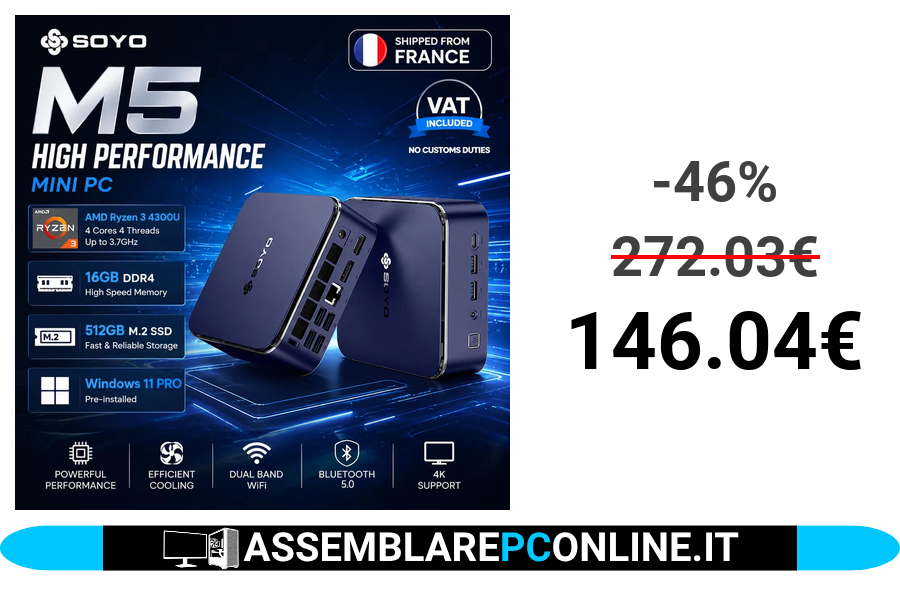 SOYO
SHIPPED FROM
FRANCE
M5
VAT
INCLUDED
NO CUSTOMS DUTIES
HIGH PERFORMANCE
MINI PC
AMD
RYZEN
3
AMD Ryzen 3 4300U
4 Cores 4 Threads
Up to 3.7GHz
16GB DDR4
High Speed Memory
M.2
512GB M.2 SSD
Fast & Reliable Storage
Windows 11 PRO
Pre-installed
SOYO
SOYO
POWERFUL
PERFORMANCE
EFFICIENT
COOLING
DUAL BAND
WiFi
BLUETOOTH
5.0
4K
SUPPORT
-46%
272.03€
146.04€
ASSEMBLAREPCONLINE.IT